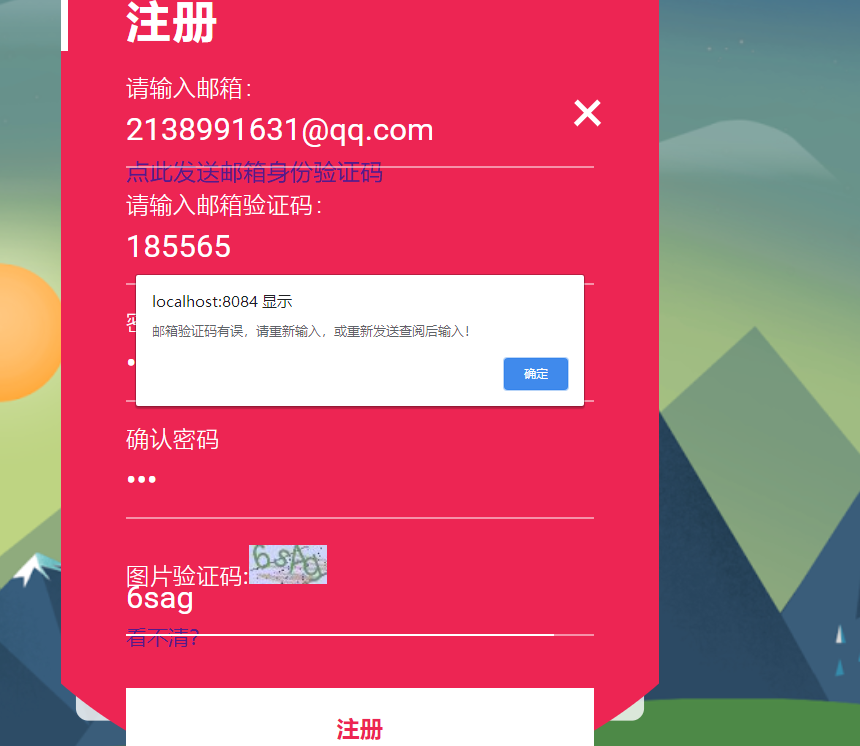 注册
请输入邮箱：
2138991631@qq.com
点此发送邮箱身份验证码
请输入邮箱验证码：
185565
localhost:8084 显示
邮箱验证码有误，请重新输入，或重新发送查阅后输入！
确定
确认密码
•••
图片验证码:6sAg
6sag
看不清?
注册